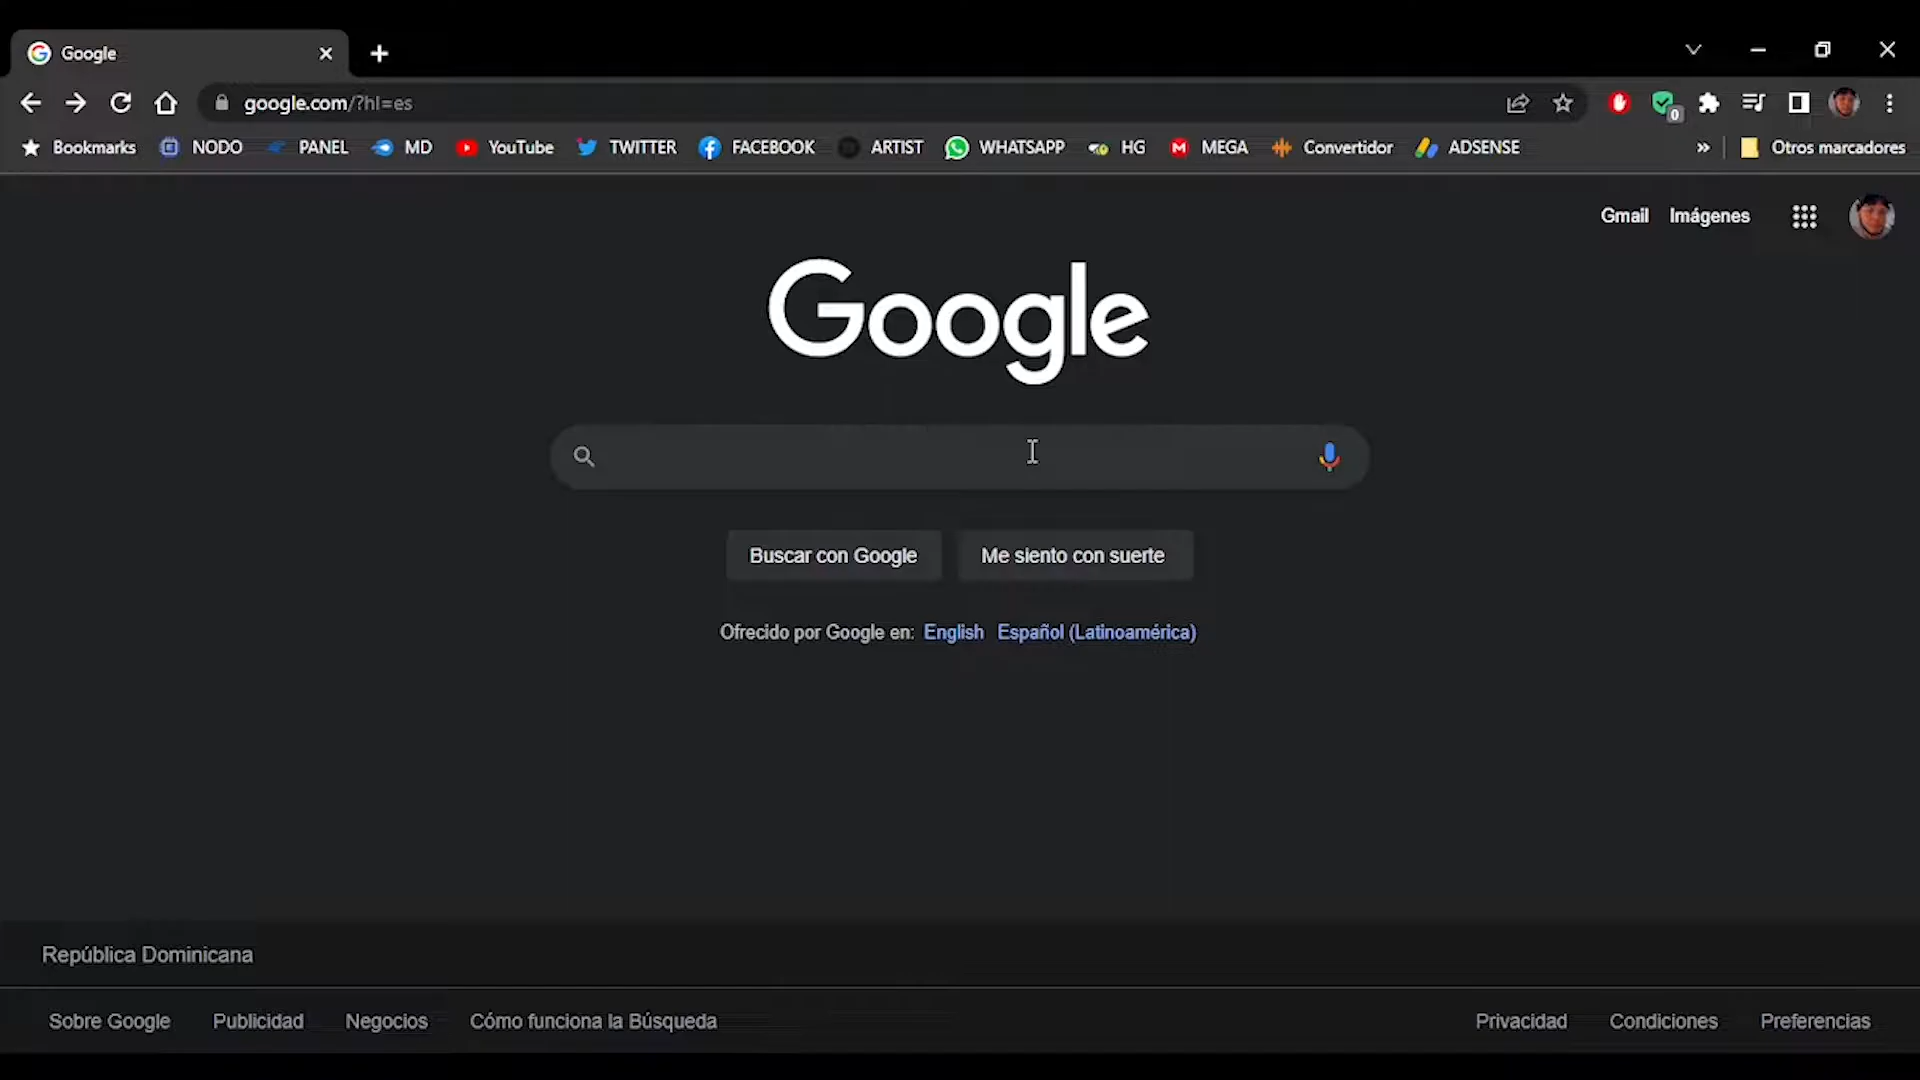 Google
google.com/?hl=es
0
Bookmarks NODO PANEL MD YouTube TWITTER FACEBOOK ARTIST WHATSAPP HG MEGA Convertidor ADSENSE » Otros marcadores
Gmail Imágenes
Google
Buscar con Google Me siento con suerte
Ofrecido por Google en: English Español (Latinoamérica)
República Dominicana
Sobre Google Publicidad Negocios Cómo funciona la Búsqueda Privacidad Condiciones Preferencias